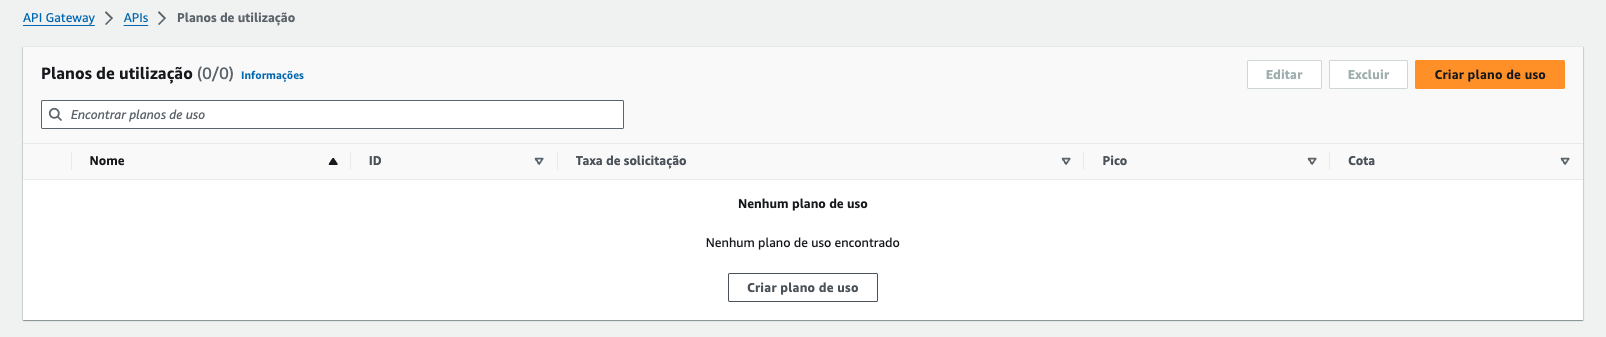 API Gateway > APIs > Planos de utilização
Planos de utilização (0/0) Informações
Editar
Excluir
Criar plano de uso
Encontrar planos de uso
Nome ID Taxa de solicitação Pico Cota
Nenhum plano de uso
Nenhum plano de uso encontrado
Criar plano de uso